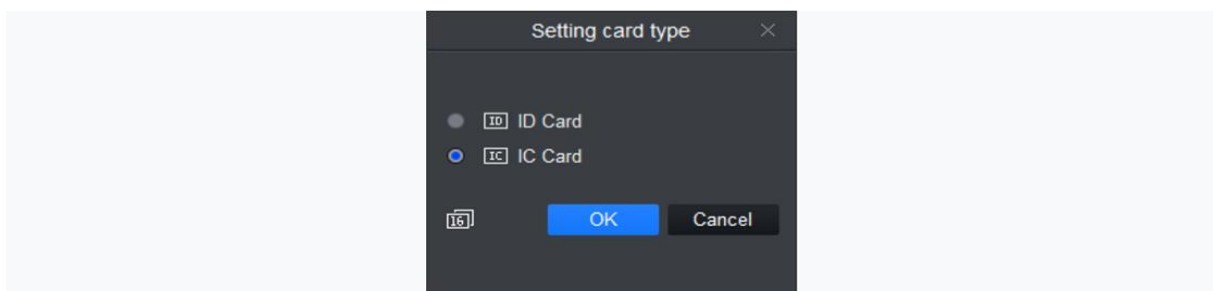 Setting card type
ID ID Card
IC IC Card
16 OK Cancel